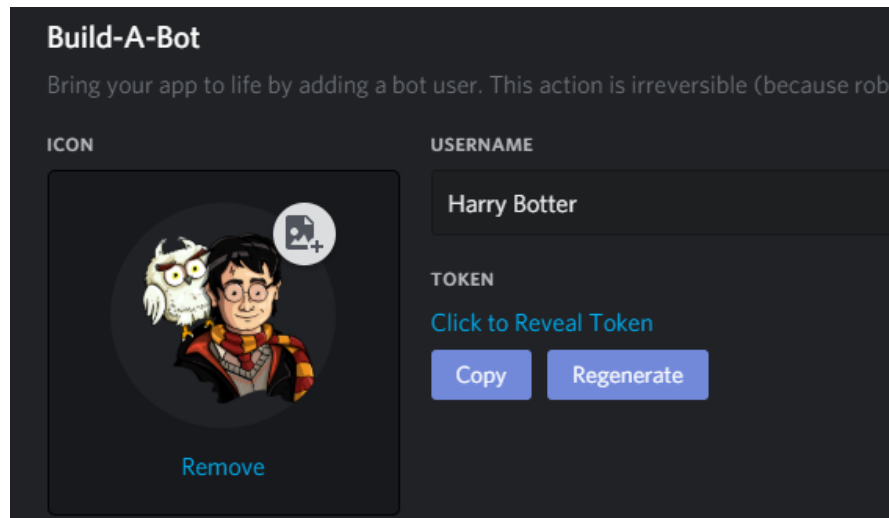 Build-A-Bot
Bring your app to life by adding a bot user. This action is irreversible (because rob
ICON
USERNAME
Harry Botter
TOKEN
Click to Reveal Token
Copy Regenerate
Remove